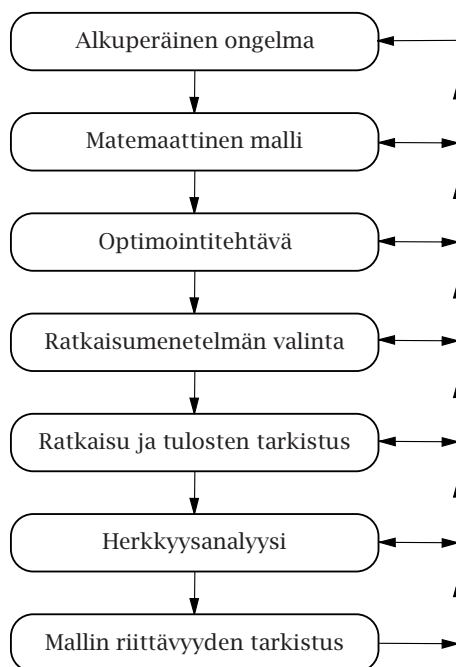 Alkuperäinen ongelma
Matemaattinen malli
Optimointitehtävä
Ratkaisumenetelmän valinta
Ratkaisu ja tulosten tarkistus
Herkkyysanalyysi
Mallin riittävyyden tarkistus